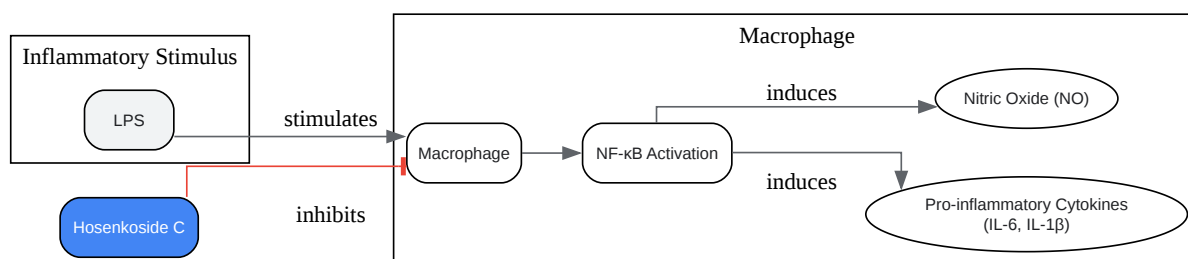 Macrophage
Inflammatory Stimulus
LPS
stimulates
induces
Nitric Oxide (NO)
Macrophage
NF-κB Activation
induces
Hosenkoside C
inhibits
Pro-inflammatory Cytokines
(IL-6, IL-1β)